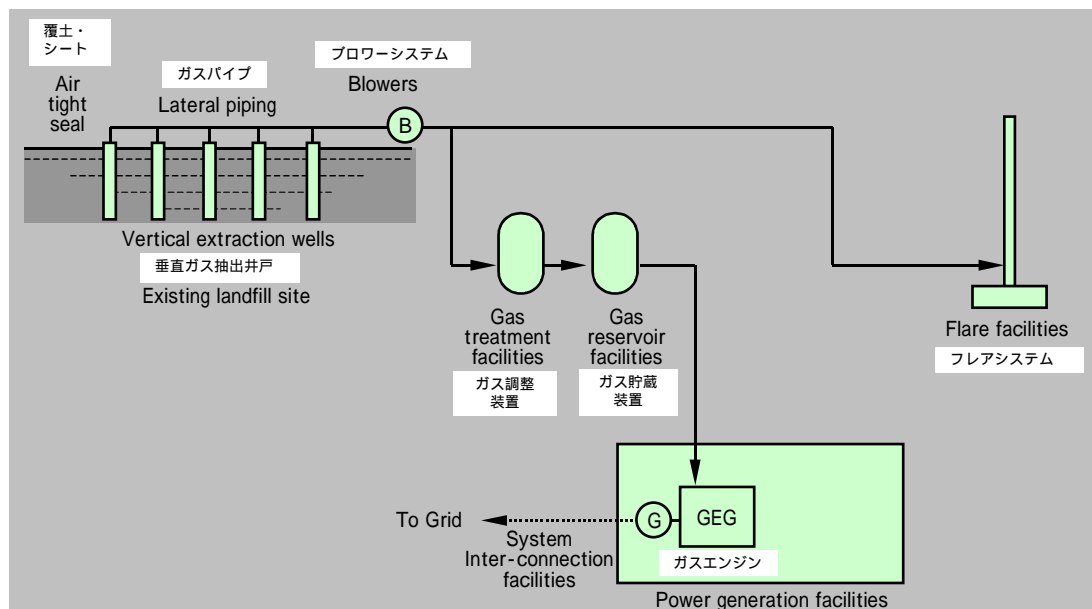 覆土・
シート
Air
tight
seal
ガスパイプ
Lateral piping
ブロワーシステム
Blowers
B
Vertical extraction wells
垂直ガス抽出井戸
Existing landfill site
Gas
treatment
facilities
ガス調整
装置
Gas
reservoir
facilities
ガス貯蔵
装置
Flare facilities
フレアシステム
To Grid
System
Inter-connection
facilities
G
GEG
ガスエンジン
Power generation facilities